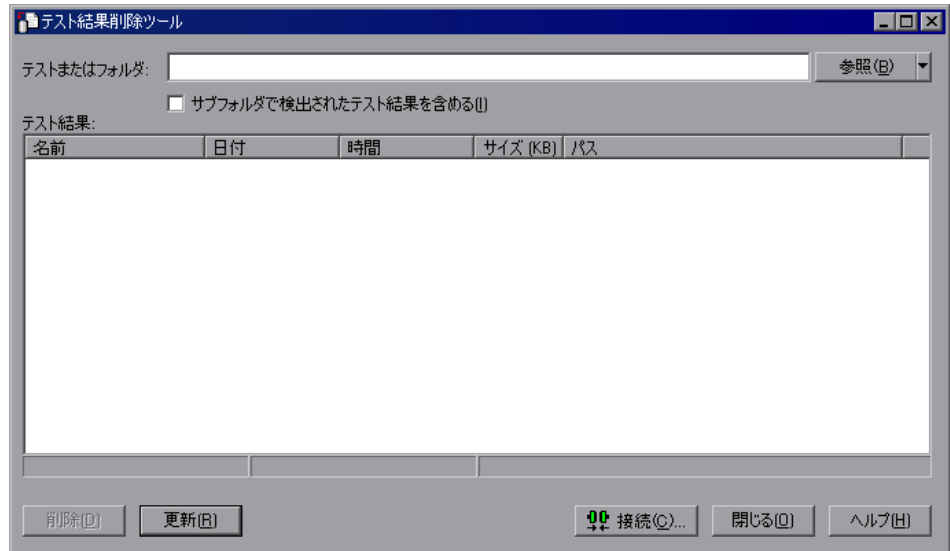 テスト結果削除ツール
テストまたはフォルダ:
参照(B)
サブフォルダで検出されたテスト結果を含める(I)
テスト結果:
名前 日付 時間 サイズ (KB) パス
削除(D) 更新(R) 接続(C)... 閉じる(O) ヘルプ(H)